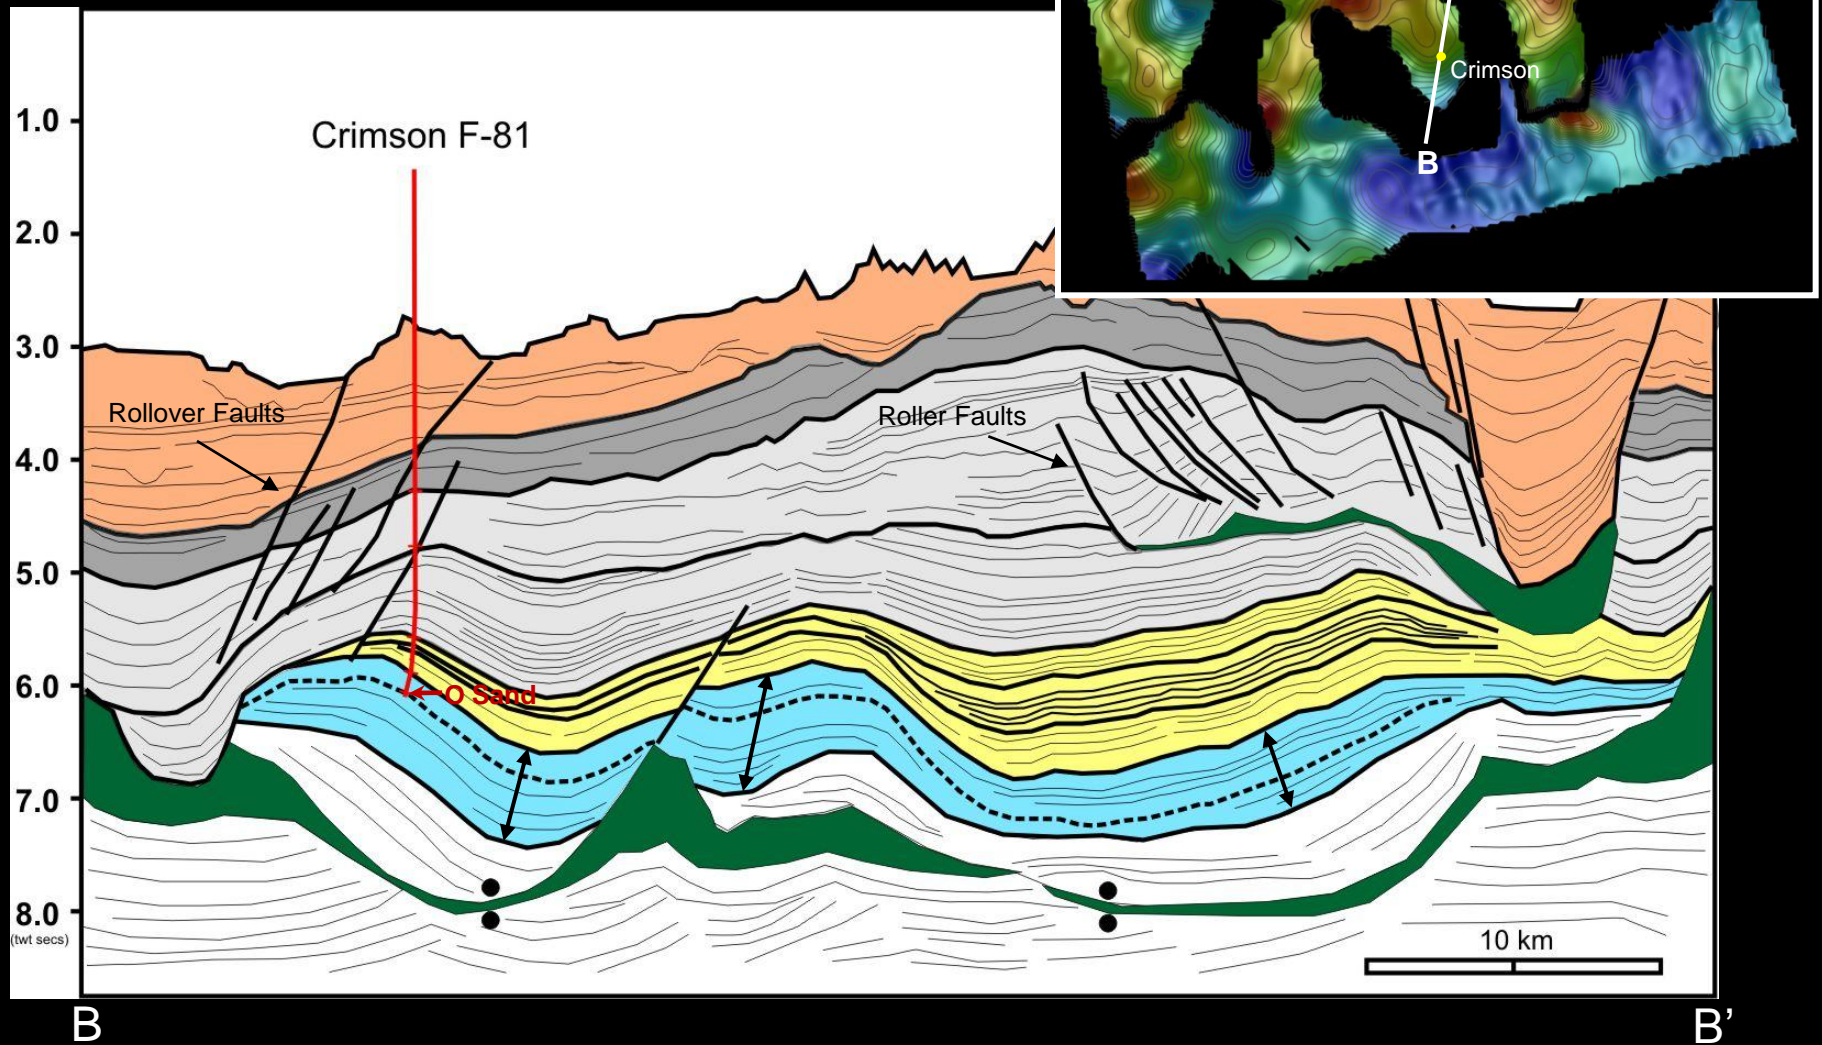 Crimson
B
1.0
Crimson F-81
2.0
3.0
Rollover Faults
Roller Faults
4.0
5.0
6.0
O Sand
7.0
8.0
(twt secs)
10 km
B
B’